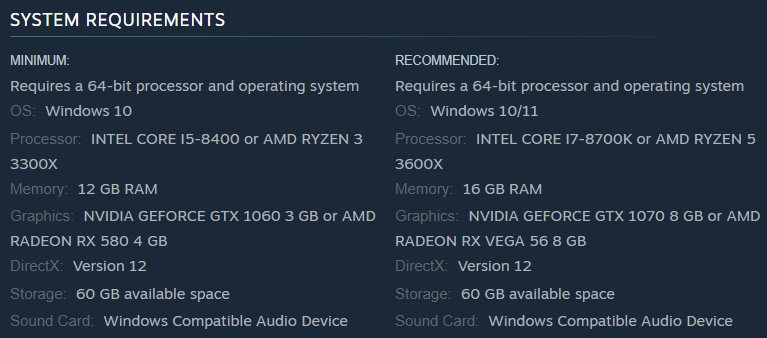 SYSTEM REQUIREMENTS
MINIMUM:
Requires a 64-bit processor and operating system
OS: Windows 10
Processor: INTEL CORE I5-8400 or AMD RYZEN 3
3300X
Memory: 12 GB RAM
Graphics: NVIDIA GEFORCE GTX 1060 3 GB or AMD
RADEON RX 580 4 GB
DirectX: Version 12
Storage: 60 GB available space
Sound Card: Windows Compatible Audio Device
RECOMMENDED:
Requires a 64-bit processor and operating system
OS: Windows 10/11
Processor: INTEL CORE I7-8700K or AMD RYZEN 5
3600X
Memory: 16 GB RAM
Graphics: NVIDIA GEFORCE GTX 1070 8 GB or AMD
RADEON RX VEGA 56 8 GB
DirectX: Version 12
Storage: 60 GB available space
Sound Card: Windows Compatible Audio Device